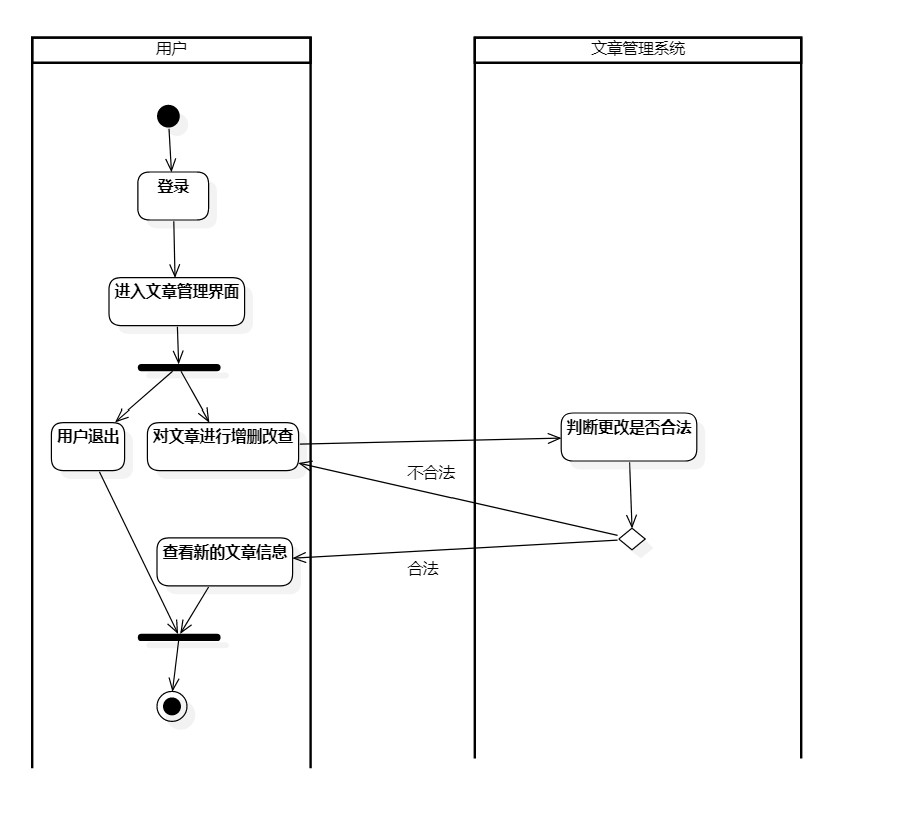 用户
文章管理系统
登录
进入文章管理界面
用户退出
对文章进行增删改查
判断更改是否合法
不合法
查看新的文章信息
合法